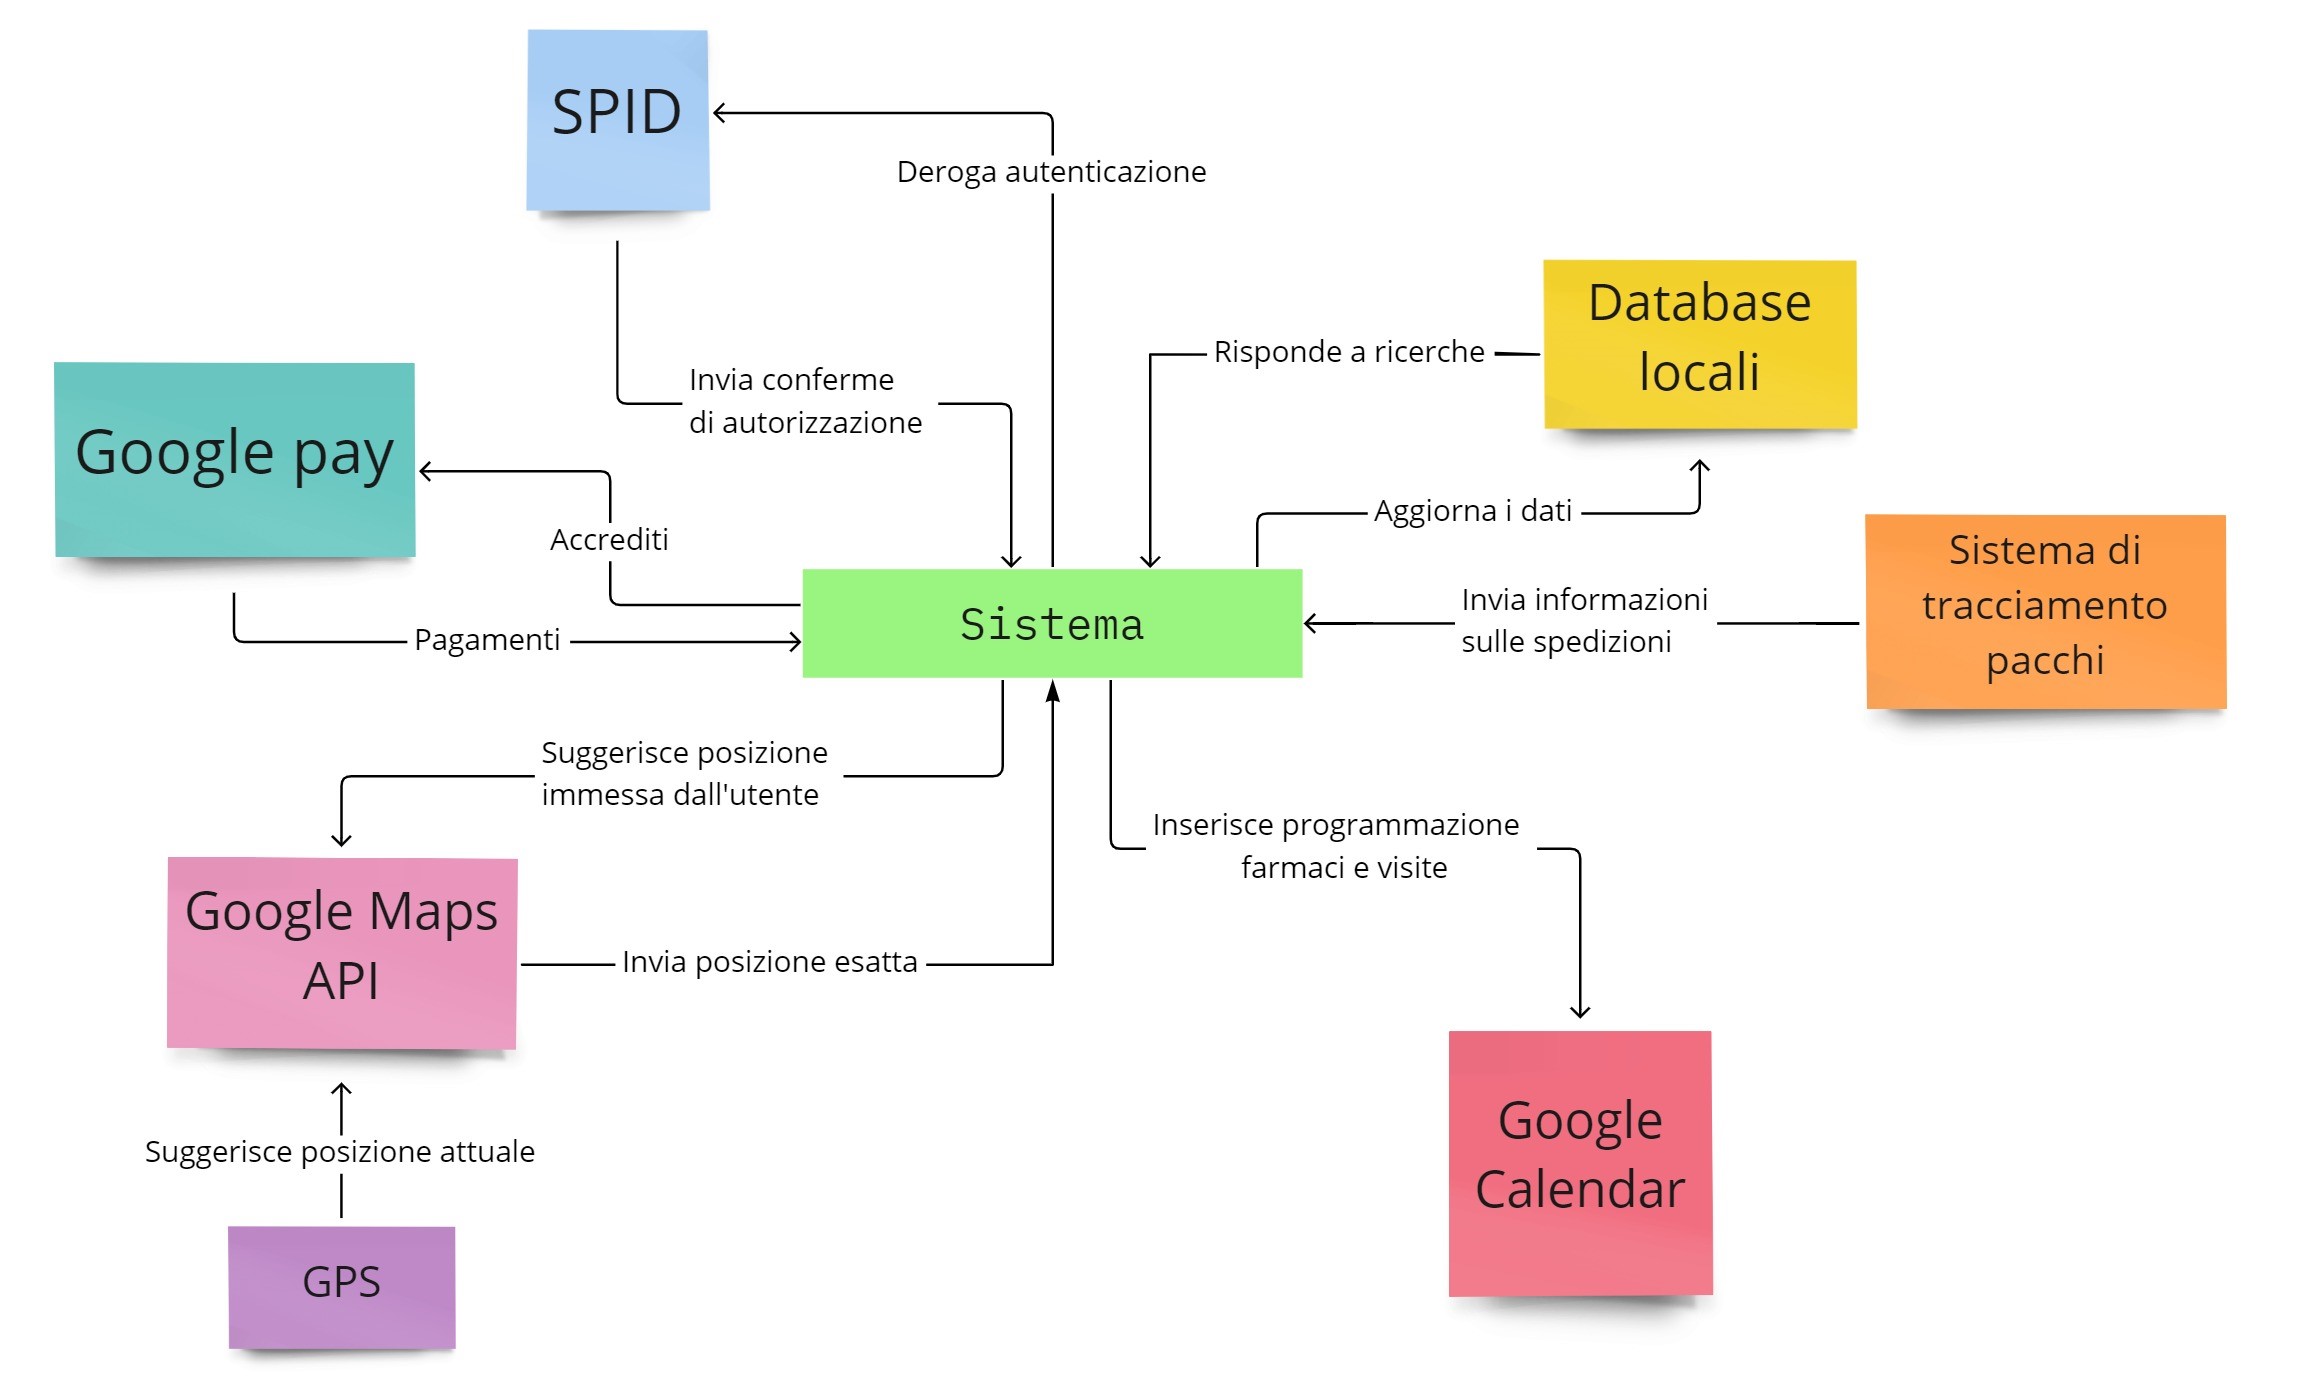 SPID
Deroga autenticazione
Database
locali
Risponde a ricerche
Invia conferme
di autorizzazione
Google pay
Accrediti
Aggiorna i dati
Sistema di
tracciamento
pacchi
Invia informazioni
sulle spedizioni
Sistema
Pagamenti
Suggerisce posizione
immessa dall'utente
Inserisce programmazione
farmaci e visite
Google Maps
API
Invia posizione esatta
Google
Calendar
Suggerisce posizione attuale
GPS